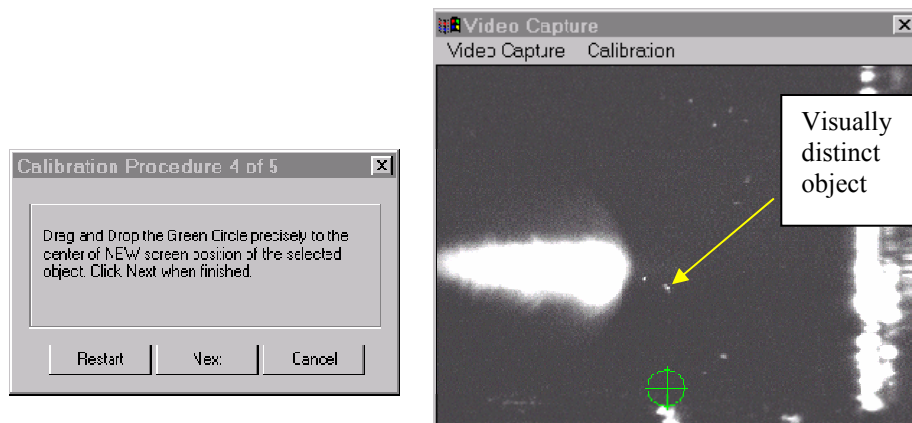 Calibration Procedure 4 of 5
Drag and Drop the Green Circle precisely to the
center of NEW screen position of the selected
object. Click Next when finished.
Restart Next Cancel
Video Capture
Video Capture Calibration
Visually
distinct
object